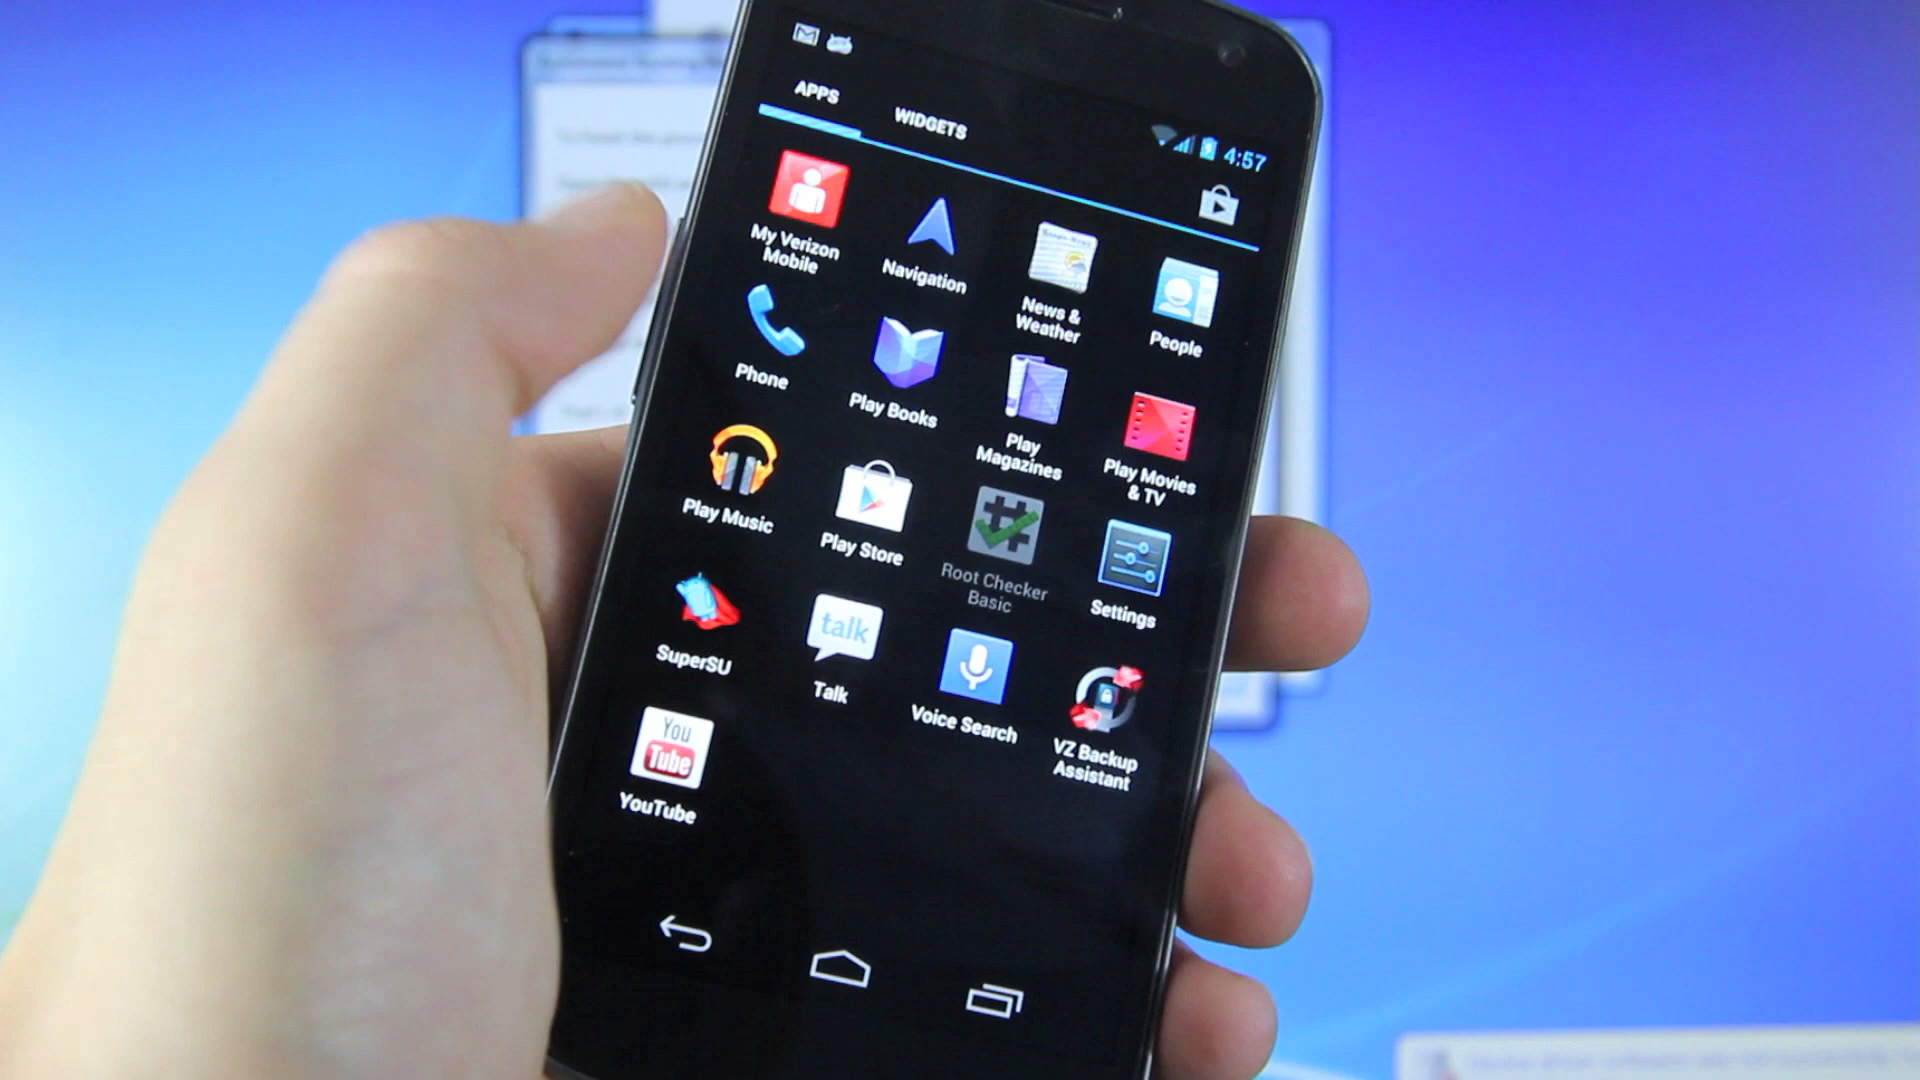 APPS
WIDGETS
4:57
My Verizon
Mobile
Navigation
News &
Weather
People
Phone
Play Books
Play
Magazines
Play Movies
& TV
Play Music
Play Store
Root Checker
Basic
Settings
SuperSU
talk
Talk
Voice Search
VZ Backup
Assistant
You
Tube
YouTube